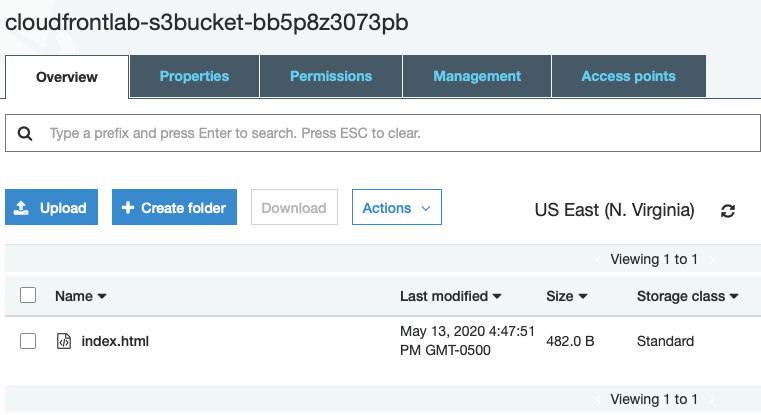 cloudfrontlab-s3bucket-bb5p8z3073pb
Overview Properties Permissions Management Access points
Type a prefix and press Enter to search. Press ESC to clear.
Upload Create folder Download Actions US East (N. Virginia)
Viewing 1 to 1
Name Last modified Size Storage class
index.html May 13, 2020 4:47:51 PM GMT-0500 482.0 B Standard
Viewing 1 to 1